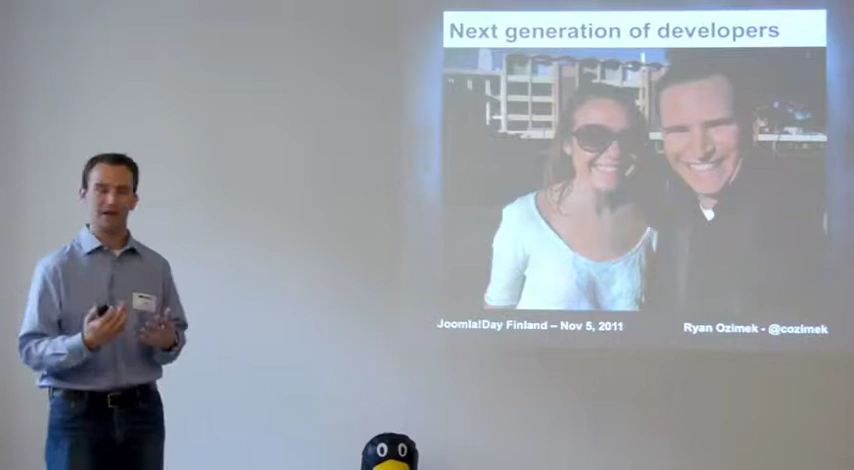 Next generation of developers
Joomla!Day Finland – Nov 5, 2011
Ryan Ozimek - @cozimek